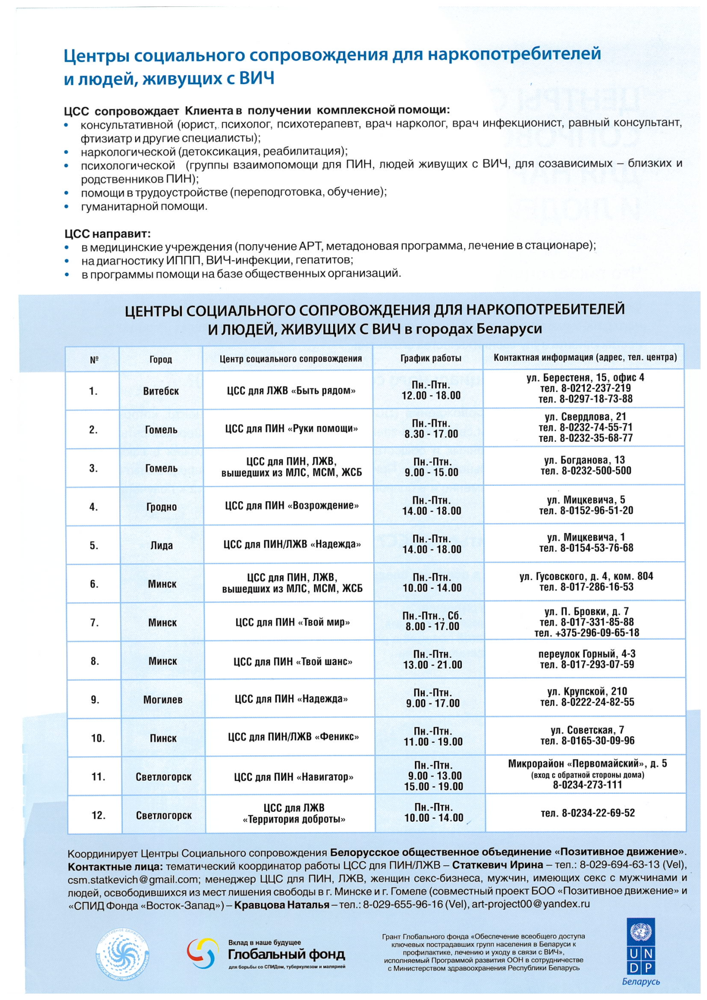 Центры социального сопровождения для наркопотребителей
и людей, живущих с ВИЧ
ЦСС сопровождает Клиента в получении комплексной помощи:
• консультативной (юрист, психолог, психотерапевт, врач нарколог, врач инфекционист, равный консультант,
фтизиатр и другие специалисты);
• наркологической (детоксикация, реабилитация);
• психологической (группы взаимопомощи для ПИН, людей живущих с ВИЧ, для созависимых – близких и
родственников ПИН);
• помощи в трудоустройстве (переподготовка, обучение);
• гуманитарной помощи.
ЦСС направит:
• в медицинские учреждения (получение АРТ, метадоновая программа, лечение в стационаре);
• на диагностику ИППП, ВИЧ-инфекции, гепатитов;
• в программы помощи на базе общественных организаций.
ЦЕНТРЫ СОЦИАЛЬНОГО СОПРОВОЖДЕНИЯ ДЛЯ НАРКОПОТРЕБИТЕЛЕЙ
И ЛЮДЕЙ, ЖИВУЩИХ С ВИЧ в городах Беларуси
№ Город Центр социального сопровождения График работы Контактная информация (адрес, тел. центра)
1. Витебск ЦСС для ЛЖВ «Быть рядом» Пн.-Птн.
12.00 - 18.00
ул. Берестеня, 15, офис 4
тел. 8-0212-237-219
тел. 8-0297-18-73-88
2. Гомель ЦСС для ПИН «Руки помощи» Пн.-Птн.
8.30 - 17.00
ул. Свердлова, 21
тел. 8-0232-74-55-71
тел. 8-0232-35-68-77
3. Гомель ЦСС для ПИН, ЛЖВ,
вышедших из МЛС, МСМ, ЖСБ
Пн.-Птн.
9.00 - 15.00
ул. Богданова, 13
тел. 8-0232-500-500
4. Гродно ЦСС для ПИН «Возрождение» Пн.-Птн.
14.00 - 18.00
ул. Мицкевича, 5
тел. 8-0152-96-51-20
5. Лида ЦСС для ПИН/ЛЖВ «Надежда» Пн.-Птн.
14.00 - 18.00
ул. Мицкевича, 1
тел. 8-0154-53-76-68
6. Минск ЦСС для ПИН, ЛЖВ,
вышедших из МЛС, МСМ, ЖСБ
Пн.-Птн.
10.00 - 14.00
ул. Гусовского, д. 4, ком. 804
тел. 8-017-286-16-53
7. Минск ЦСС для ПИН «Твой мир» Пн.-Птн., Сб.
8.00 - 17.00
ул. П. Бровки, д. 7
тел. 8-017-331-85-88
тел. +375-296-09-65-18
8. Минск ЦСС для ПИН «Твой шанс» Пн.-Птн.
13.00 - 21.00
переулок Горный, 4-3
тел. 8-017-293-07-59
9. Могилев ЦСС для ПИН «Надежда» Пн.-Птн.
9.00 - 17.00
ул. Крупской, 210
тел. 8-0222-24-82-55
10. Пинск ЦСС для ПИН/ЛЖВ «Феникс» Пн.-Птн.
11.00 - 19.00
ул. Советская, 7
тел. 8-0165-30-09-96
11. Светлогорск ЦСС для ПИН «Навигатор» Пн.-Птн.
9.00 - 13.00
15.00 - 19.00
Микрорайон «Первомайский», д. 5
(вход с обратной стороны дома)
8-0234-273-111
12. Светлогорск ЦСС для ЛЖВ
«Территория доброты»
Пн.-Птн.
10.00 - 14.00
тел. 8-0234-22-69-52
Координирует Центры Социального сопровождения Белорусское общественное объединение «Позитивное движение».
Контактные лица: тематический координатор работы ЦСС для ПИН/ЛЖВ – Статкевич Ирина – тел.: 8-029-694-63-13 (Vel),
csm.statkevich@gmail.com; менеджер ЦЦС для ПИН, ЛЖВ, женщин секс-бизнеса, мужчин, имеющих секс с мужчинами и
людей, освободившихся из мест лишения свободы в г. Минске и г. Гомеле (совместный проект БОО «Позитивное движение» и
«СПИД Фонда «Восток-Запад») – Кравцова Наталья – тел.: 8-029-655-96-16 (Vel), art-project00@yandex.ru
ПОЗИТИВНОЕ ДВИЖЕНИЕ
Вклад в наше будущее
Глобальный фонд
для борьбы со СПИДом, туберкулезом и малярией
Грант Глобального фонда «Обеспечение всеобщего доступа
ключевых пострадавших групп населения в Беларуси к
профилактике, лечению и уходу в связи с ВИЧ»,
исполняемый Программой развития ООН в сотрудничестве
с Министерством здравоохранения Республики Беларусь
UN
DP
Беларусь